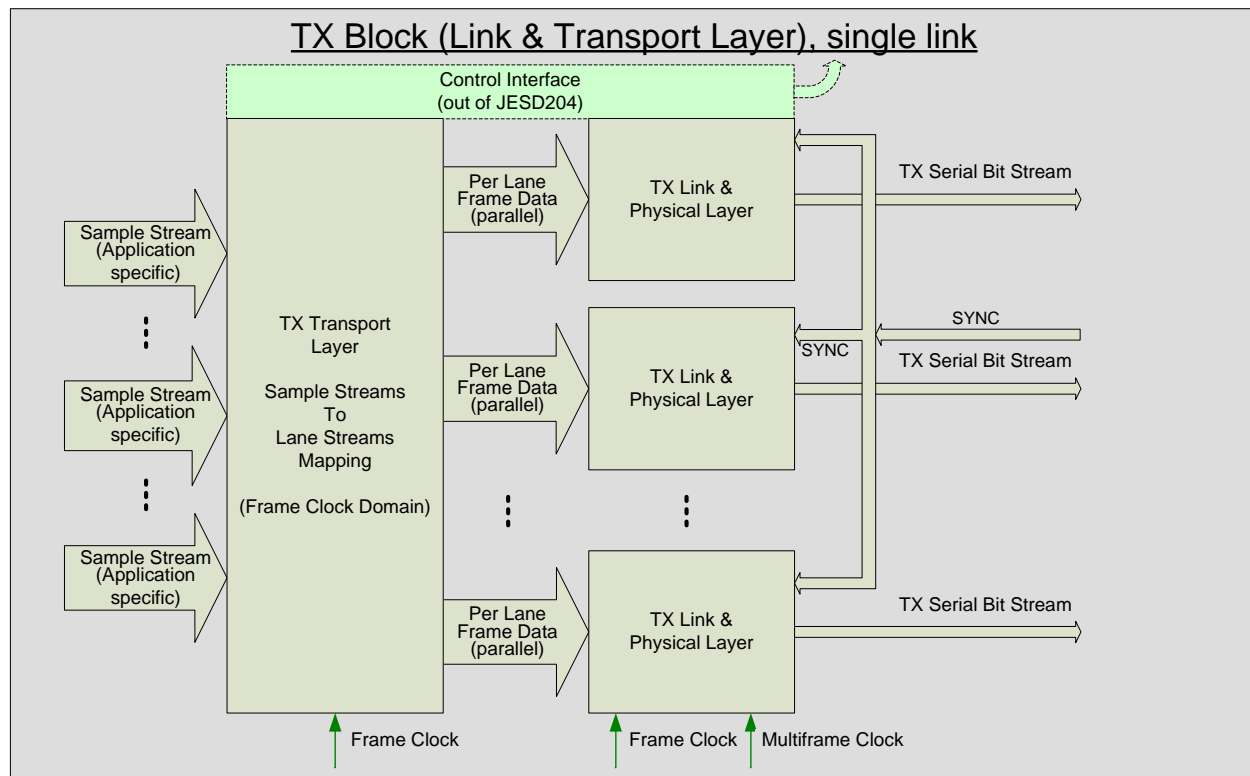 TX Block (Link & Transport Layer), single link
Control Interface
(out of JESD204)
Sample Stream
(Application
specific)
Sample Stream
(Application
specific)
Sample Stream
(Application
specific)
TX Transport
Layer
Sample Streams
To
Lane Streams
Mapping
(Frame Clock Domain)
Per Lane
Frame Data
(parallel)
Per Lane
Frame Data
(parallel)
Per Lane
Frame Data
(parallel)
TX Link &
Physical Layer
TX Link &
Physical Layer
TX Link &
Physical Layer
TX Serial Bit Stream
SYNC
SYNC
TX Serial Bit Stream
TX Serial Bit Stream
Frame Clock
Frame Clock
Multiframe Clock